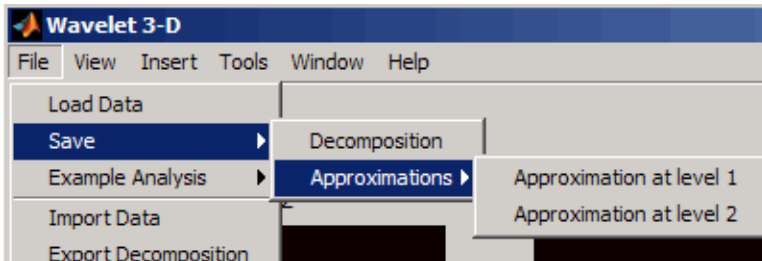 Wavelet 3-D
File View Insert Tools Window Help
Load Data
Save
Decomposition
Example Analysis
Approximations
Approximation at level 1
Import Data
Approximation at level 2
Export Decomposition